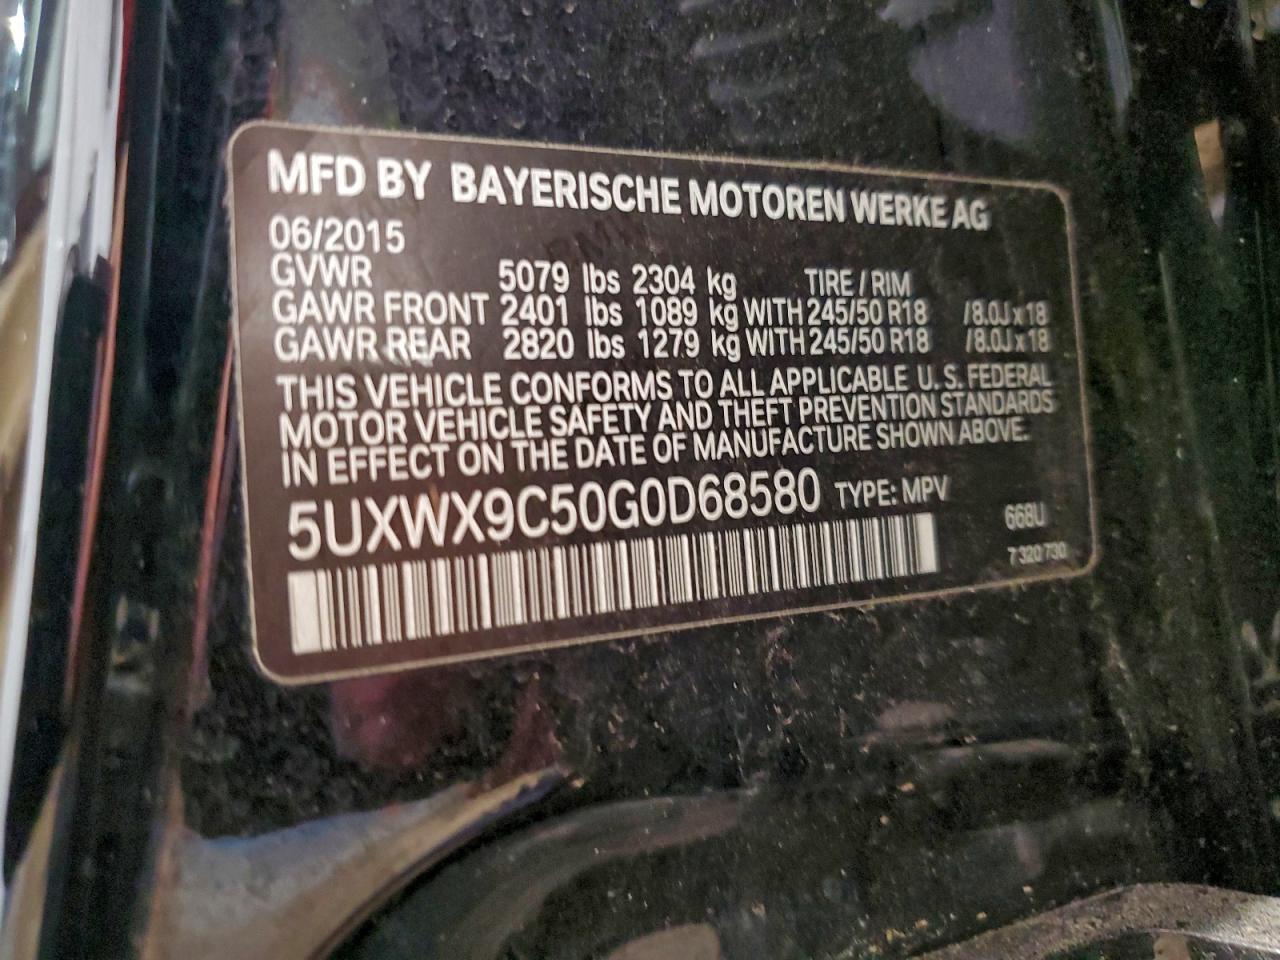 MFD BY BAYERISCHE MOTOREN WERKE AG
06/2015
GVWR 5079 lbs 2304 kg TIRE / RIM
GAWR FRONT 2401 lbs 1089 kg WITH 245/50 R18 /8.0J x 18
GAWR REAR 2820 lbs 1279 kg WITH 245/50 R18 /8.0J x 18
THIS VEHICLE CONFORMS TO ALL APPLICABLE U.S. FEDERAL
MOTOR VEHICLE SAFETY AND THEFT PREVENTION STANDARDS
IN EFFECT ON THE DATE OF MANUFACTURE SHOWN ABOVE.
5UXWX9C50G0D68580 TYPE: MPV
668U
7 320 730